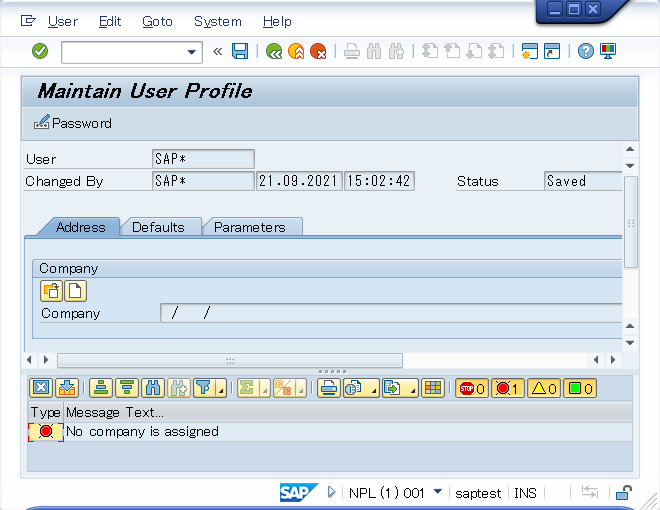 User Edit Goto System Help
Maintain User Profile
Password
User SAP*
Changed By SAP* 21.09.2021 15:02:42 Status Saved
Address Defaults Parameters
Company
Company / /
STOP 0 1 0 0
Type Message Text...
No company is assigned
SAP NPL (1) 001 saptest INS